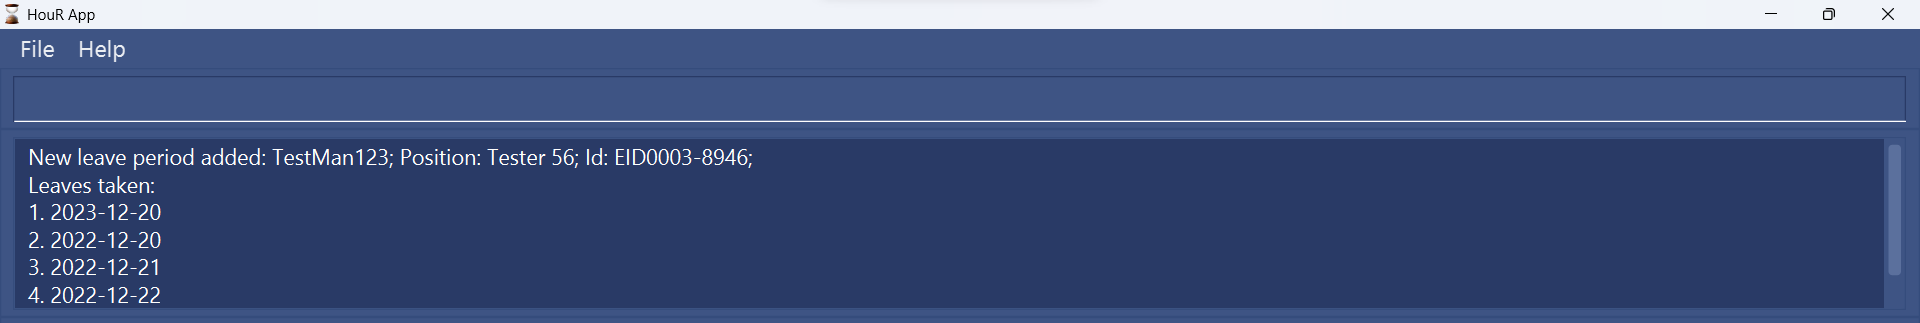 HouR App
File Help
New leave period added: TestMan123; Position: Tester 56; Id: EID0003-8946;
Leaves taken:
1. 2023-12-20
2. 2022-12-20
3. 2022-12-21
4. 2022-12-22